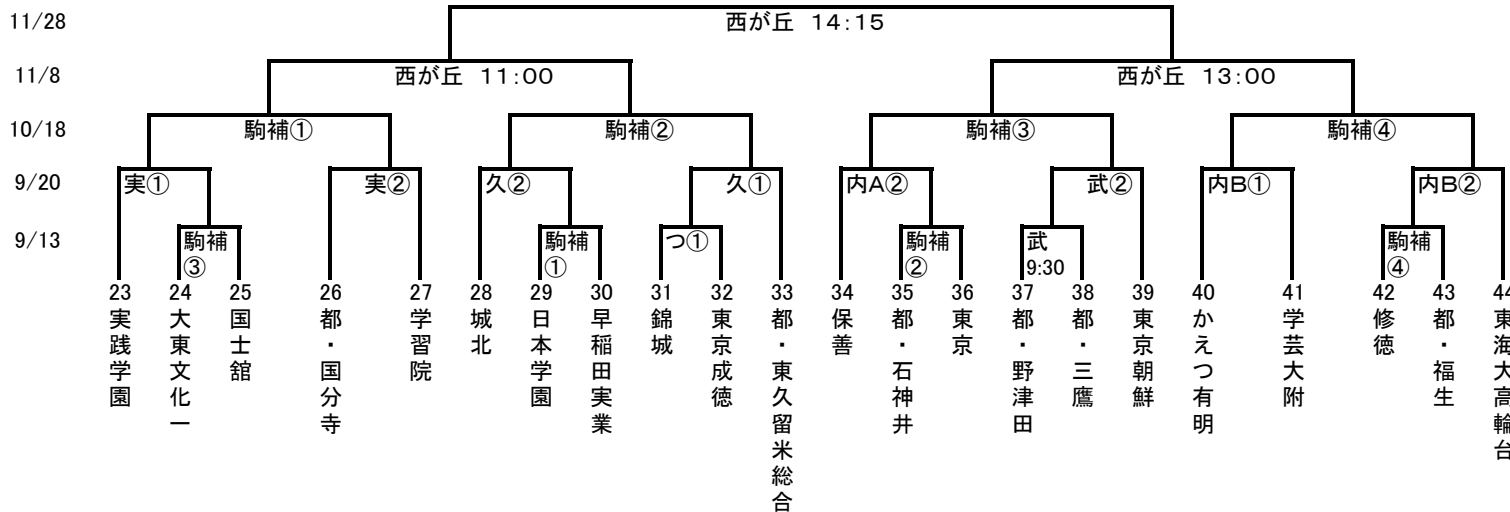 11/28
西が丘 14:15
11/8
西が丘 11:00
西が丘 13:00
10/18
駒補①
駒補②
駒補③
駒補④
9/20
実①
実②
久②
久①
内A②
武②
内B①
内B②
9/13
駒補
③
駒補
①
つ①
駒補
②
武
9:30
駒補
④
23
実践学園
24
大東文化一
25
国士舘
26
都・国分寺
27
学習院
28
城北
29
日本学園
30
早稲田実業
31
錦城
32
東京成徳
33
都・東久留米総合
34
保善
35
都・石神井
36
東京
37
都・野津田
38
都・三鷹
39
東京朝鮮
40
かえつ有明
41
学芸大附
42
修徳
43
都・福生
44
東海大高輪台